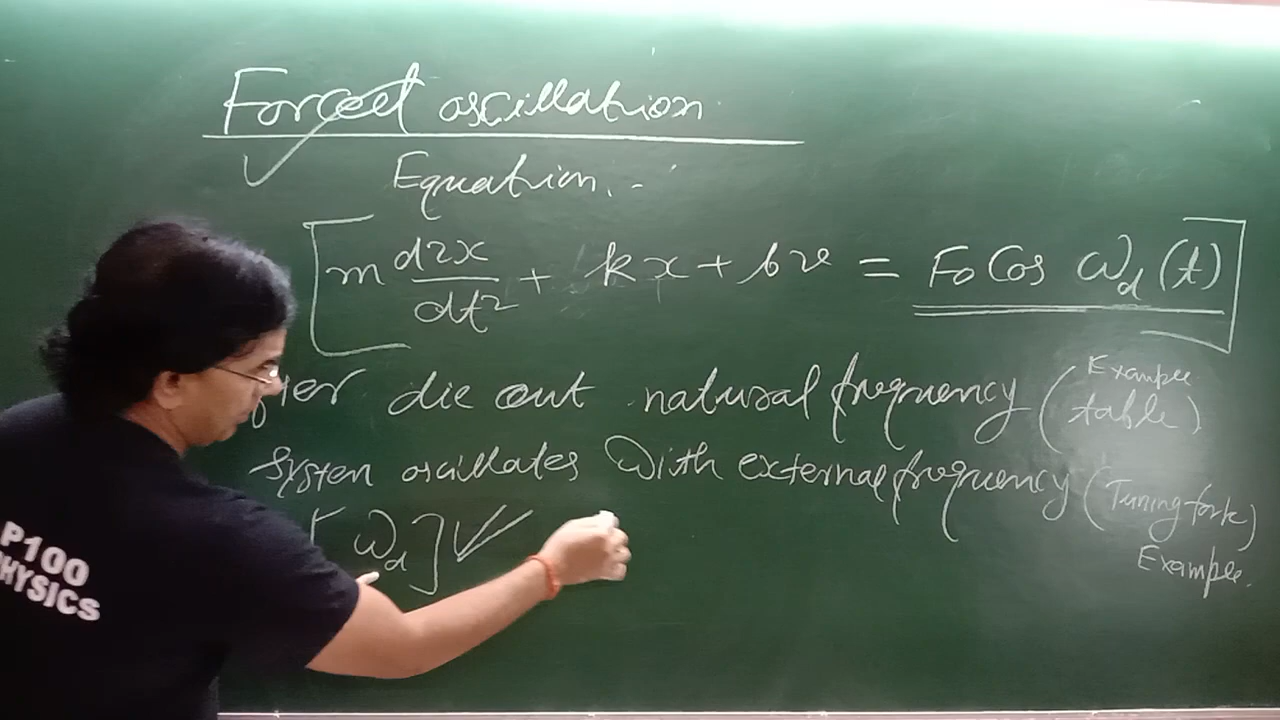 Forced oscillation
Equation. -
m d2x/dt2 + kx + bv = F0 Cos ωd (t)
die out natural frequency (Example table)
System oscillates With external frequency (Tuning fork) Example.
[ωd]
P100
PHYSICS